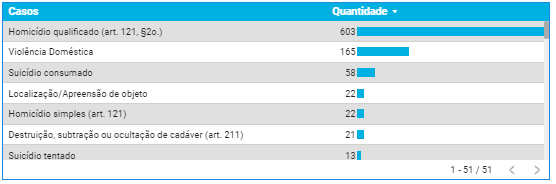 Casos Quantidade
Homicídio qualificado (art. 121, §2o.) 603
Violência Doméstica 165
Suicídio consumado 58
Localização/Apreensão de objeto 22
Homicídio simples (art. 121) 22
Destruição, subtração ou ocultação de cadáver (art. 211) 21
Suicídio tentado 13
1 - 51 / 51